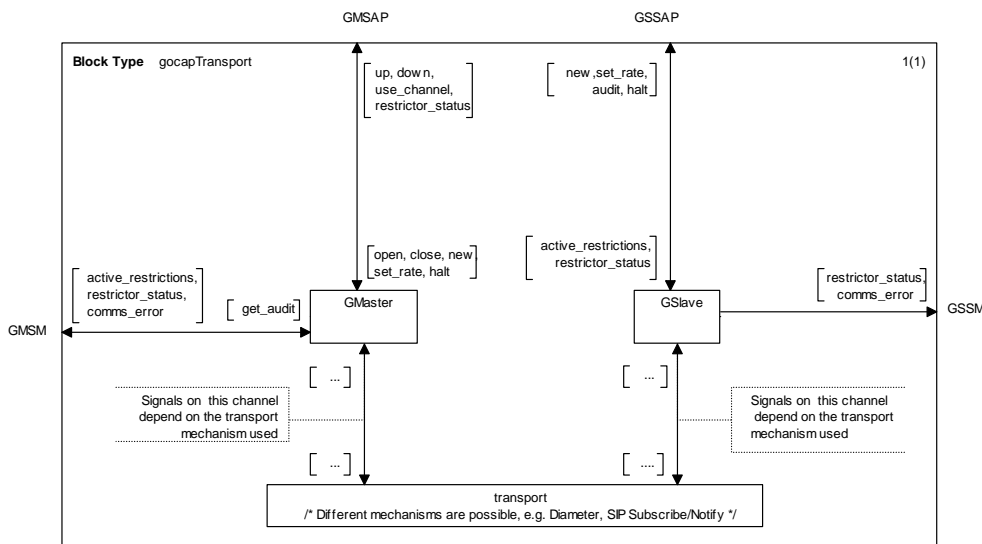 GMSAP
GSSAP
Block Type gocapTransport
1(1)
up, down,
use_channel,
restrictor_status
new ,set_rate,
audit, halt
open, close, new,
set_rate, halt
active_restrictions,
restrictor_status
active_restrictions,
restrictor_status,
comms_error
get_audit
GMaster
GSlave
restrictor_status,
comms_error
GMSM
GSSM
...
...
Signals on this channel
depend on the transport
mechanism used
Signals on this channel
depend on the transport
mechanism used
...
....
transport
/* Different mechanisms are possible, e.g. Diameter, SIP Subscribe/Notify */